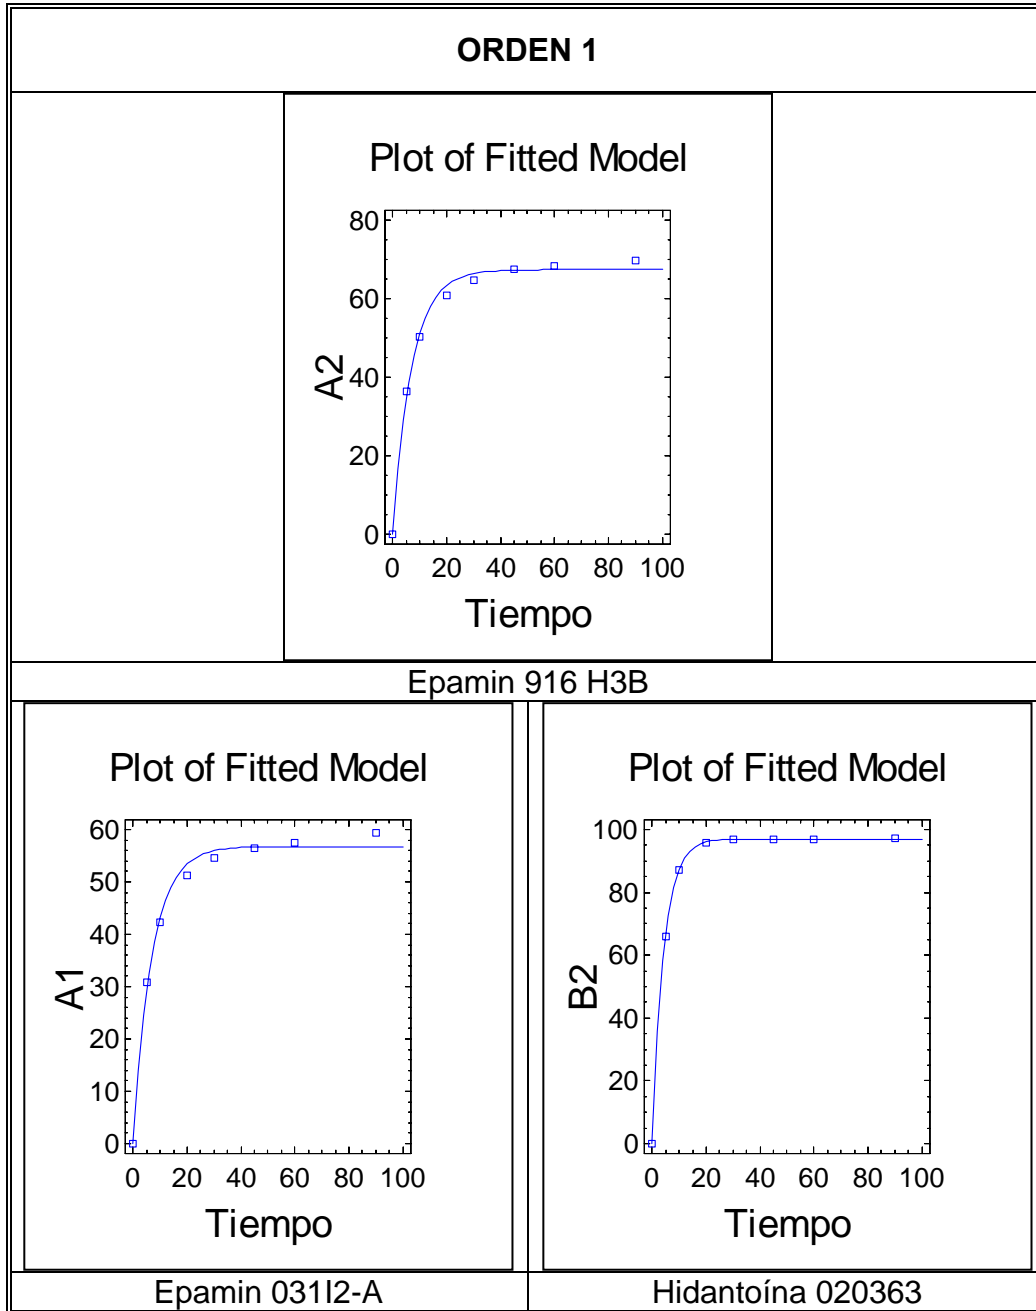 ORDEN 1
Plot of Fitted Model
80
60
40
20
0
A2
0 20 40 60 80 100
Tiempo
Epamin 916 H3B
Plot of Fitted Model
60
50
40
30
20
10
0
A1
0 20 40 60 80 100
Tiempo
Epamin 031I2-A
Plot of Fitted Model
100
80
60
40
20
0
B2
0 20 40 60 80 100
Tiempo
Hidantoína 020363